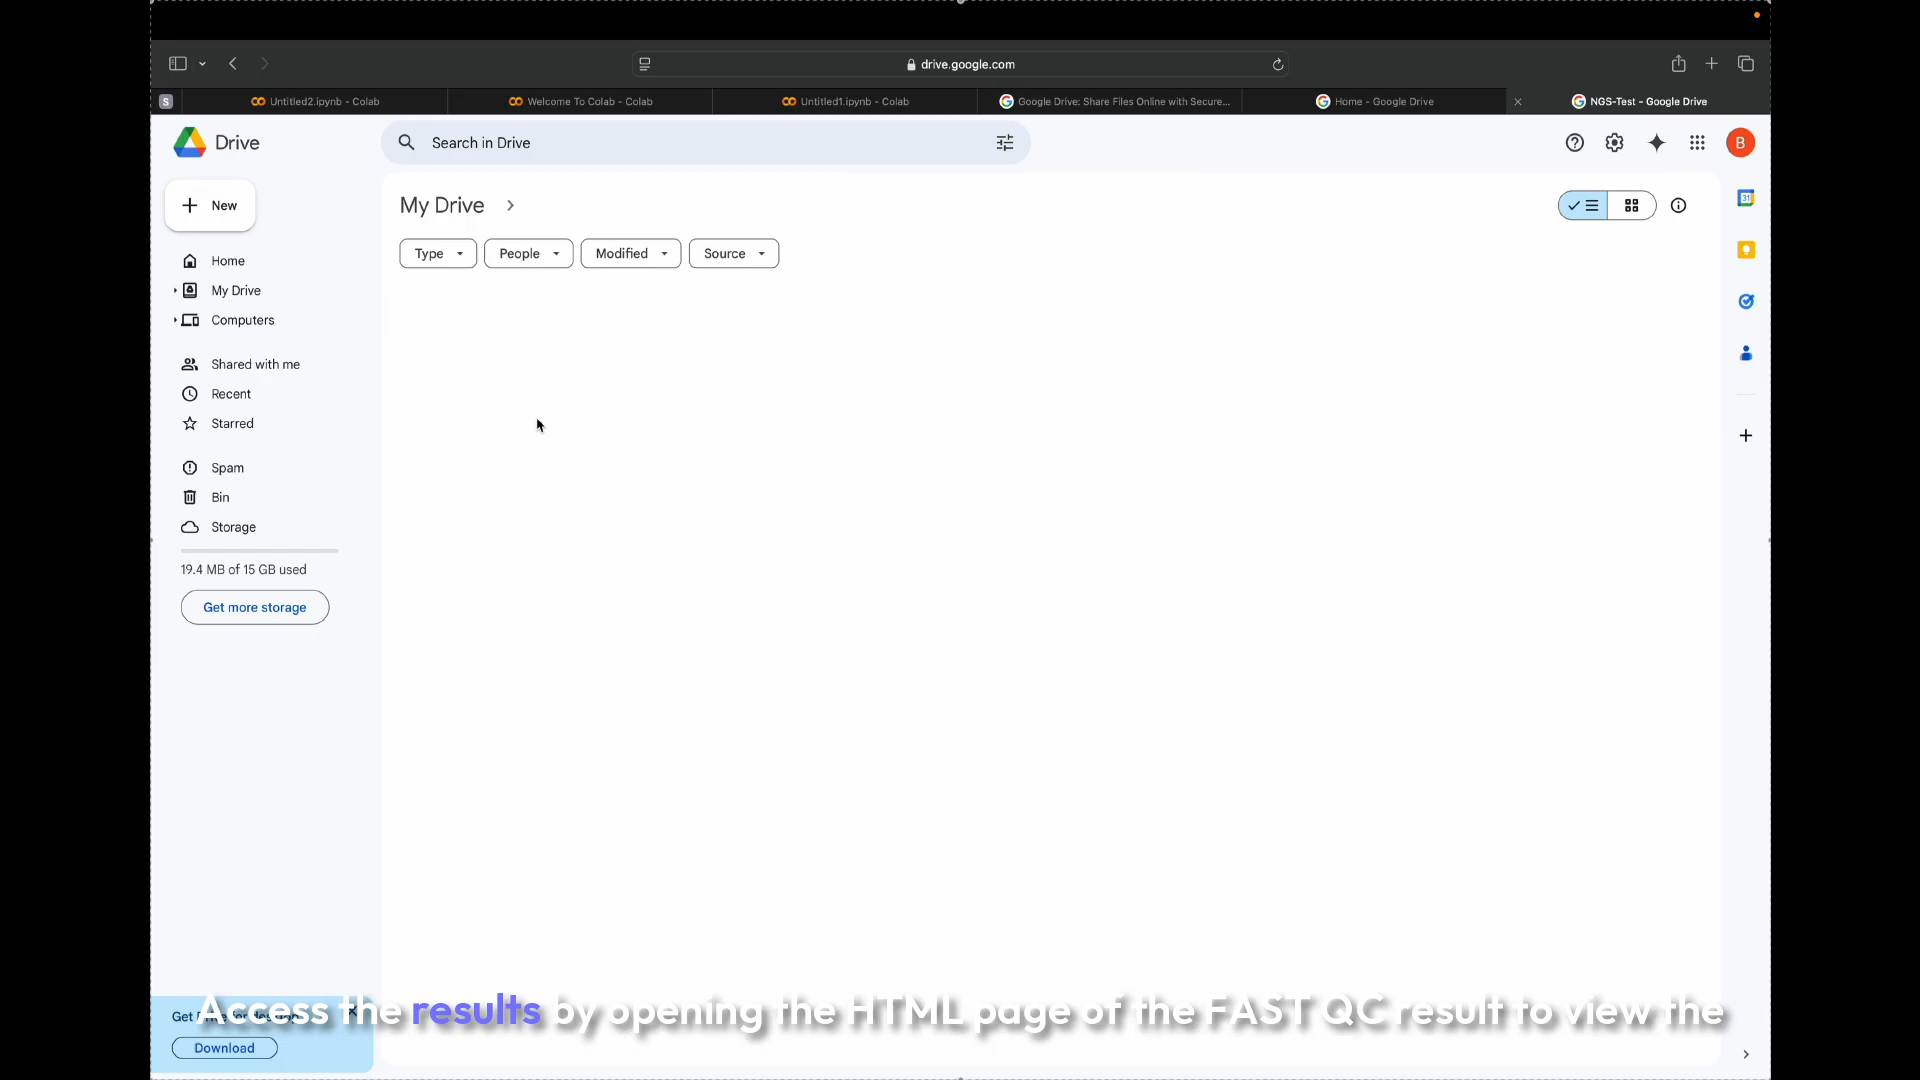 drive.google.com
S
Untitled2.ipynb - Colab
Welcome To Colab - Colab
Untitled1.ipynb - Colab
Google Drive: Share Files Online with Secure...
Home - Google Drive
NGS-Test - Google Drive
Drive
Search in Drive
B
New
My Drive
31
Type
People
Modified
Source
Home
My Drive
Computers
Shared with me
Recent
Starred
Spam
Bin
Storage
19.4 MB of 15 GB used
Get more storage
Access the results by opening the HTML page of the FAST QC result to view the
Get
Download